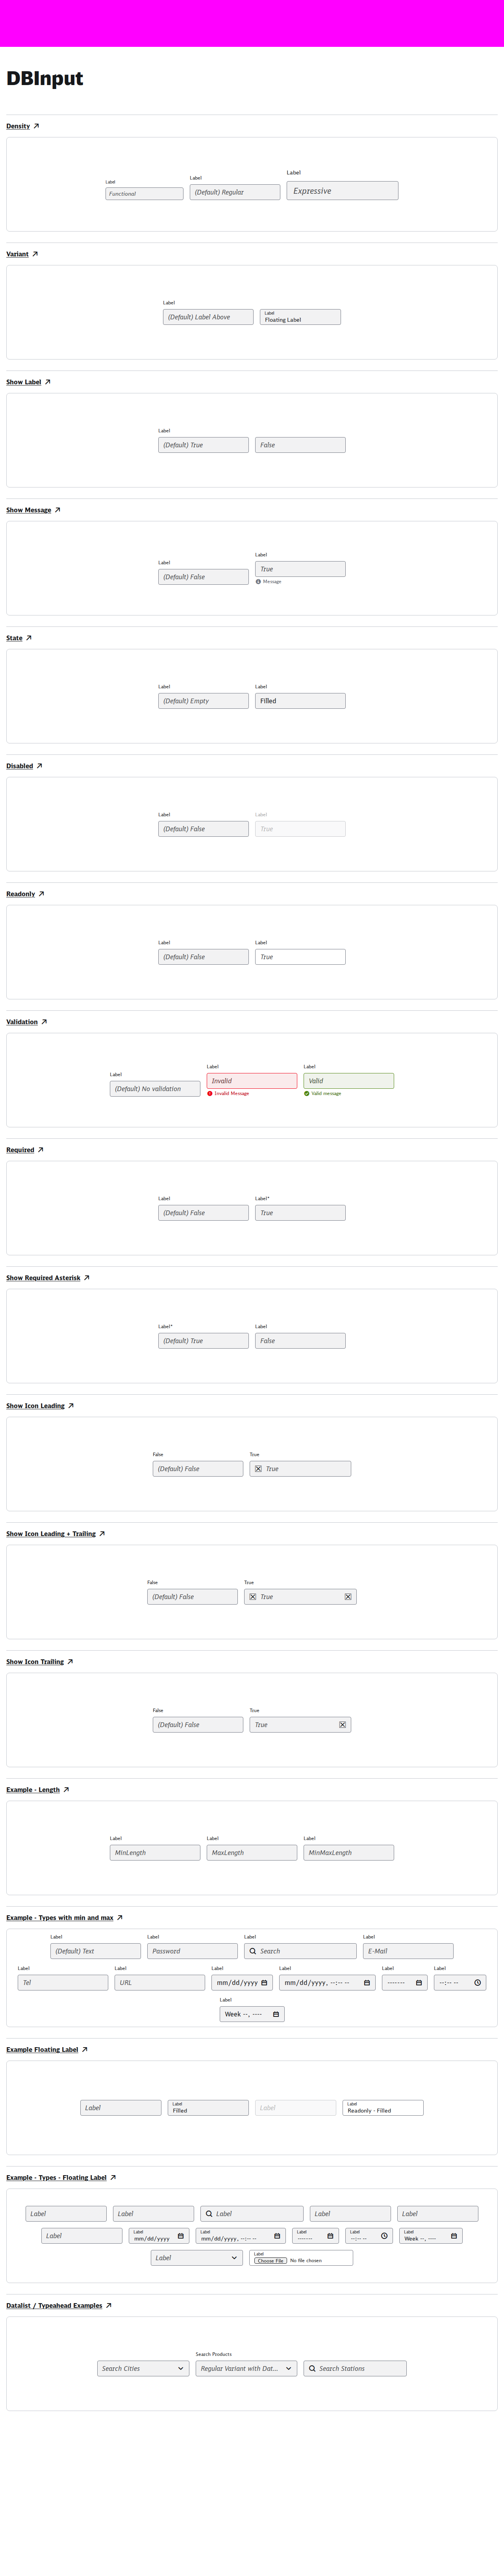 DBInput
Density
Label
Functional
Label
(Default) Regular
Label
Expressive
Variant
Label
(Default) Label Above
Label
Floating Label
Show Label
Label
(Default) True
False
Show Message
Label
(Default) False
Label
True
Message
State
Label
(Default) Empty
Label
Filled
Disabled
Label
(Default) False
Label
True
Readonly
Label
(Default) False
Label
True
Validation
Label
(Default) No validation
Label
Invalid
Invalid Message
Label
Valid
Valid message
Required
Label
(Default) False
Label*
True
Show Required Asterisk
Label*
(Default) True
Label
False
Show Icon Leading
False
(Default) False
True
True
Show Icon Leading + Trailing
False
(Default) False
True
True
Show Icon Trailing
False
(Default) False
True
True
Example - Length
Label
MinLength
Label
MaxLength
Label
MinMaxLength
Example - Types with min and max
Label
(Default) Text
Label
Password
Label
Search
Label
E-Mail
Label
Tel
Label
URL
Label
mm/dd/yyyy
Label
mm/dd/yyyy, --:-- --
Label
-------
Label
--:-- --
Label
Week --, ----
Example Floating Label
Label
Label
Filled
Label
Label
Readonly - Filled
Example - Types - Floating Label
Label
Label
Label
Label
Label
Label
Label
mm/dd/yyyy
Label
mm/dd/yyyy, --:-- --
Label
-------
Label
--:-- --
Label
Week --, ----
Label
Label
Choose File No file chosen
Datalist / Typeahead Examples
Search Cities
Search Products
Regular Variant with Dat...
Search Stations